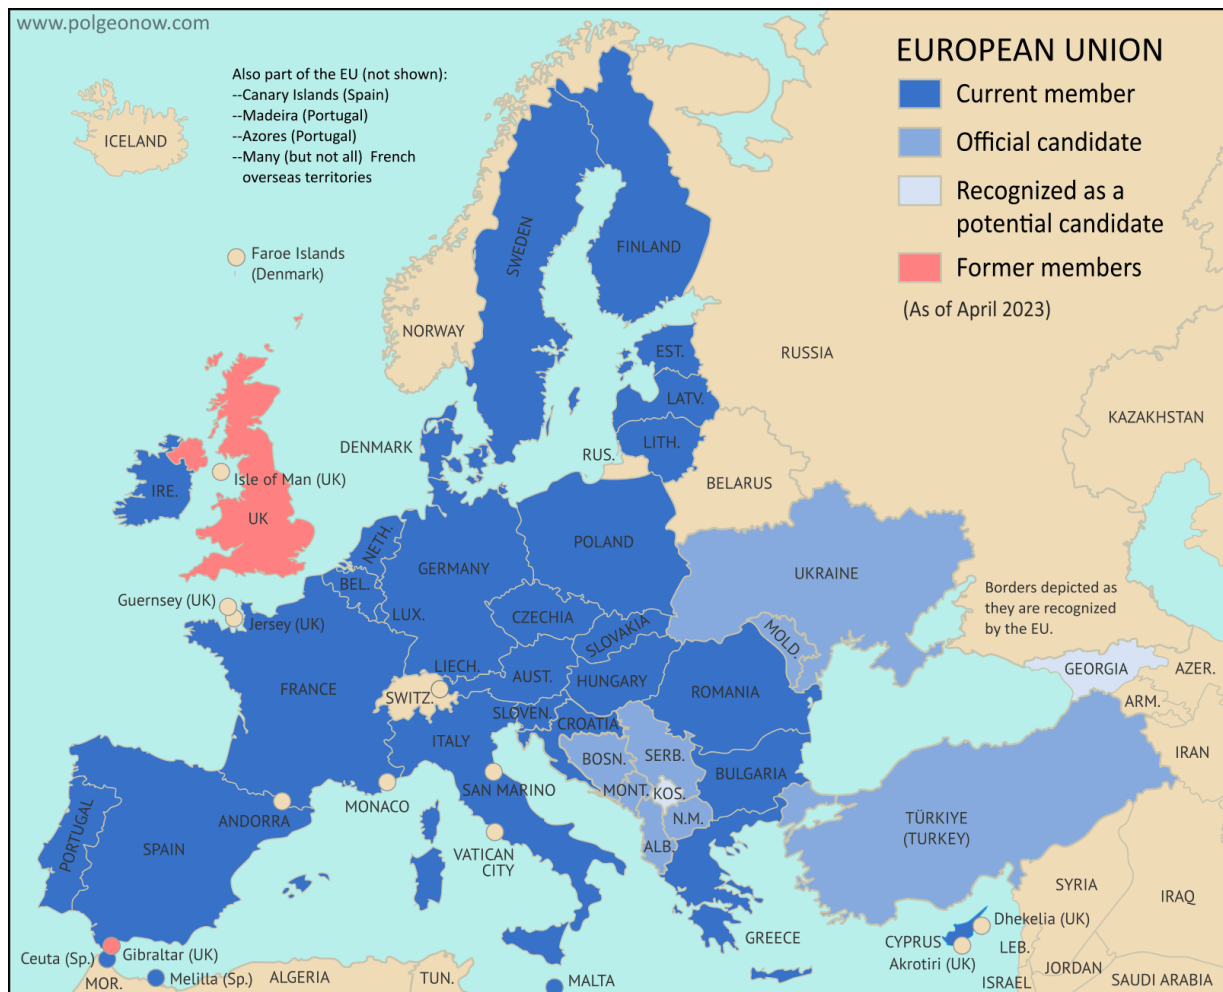 www.polgeonow.com
EUROPEAN UNION
Current member
Official candidate
Recognized as a
potential candidate
Former members
(As of April 2023)
Also part of the EU (not shown):
--Canary Islands (Spain)
--Madeira (Portugal)
--Azores (Portugal)
--Many (but not all) French
overseas territories
ICELAND
Faroe Islands
(Denmark)
SWEDEN
FINLAND
NORWAY
RUSSIA
EST.
LATV.
LITH.
RUS.
KAZAKHSTAN
DENMARK
BELARUS
Isle of Man (UK)
IRE.
UK
NETH.
BEL.
LUX.
GERMANY
POLAND
UKRAINE
Borders depicted as
they are recognized
by the EU.
Guernsey (UK)
Jersey (UK)
CZECHIA
SLOVAKIA
MOLD.
LIECH.
AUST.
HUNGARY
ROMANIA
GEORGIA
AZER.
ARM.
IRAN
FRANCE
SWITZ.
SLOVEN.
CROATIA
ITALY
BOSN.
SERB.
BULGARIA
MONT.
KOS.
N.M.
ALB.
SAN MARINO
MONACO
ANDORRA
VATICAN
CITY
PORTUGAL
SPAIN
TÜRKIYE
(TURKEY)
SYRIA
IRAQ
GREECE
CYPRUS
Dhekelia (UK)
Akrotiri (UK)
LEB.
ISRAEL
JORDAN
SAUDI ARABIA
Ceuta (Sp.)
Gibraltar (UK)
Melilla (Sp.)
MOR.
ALGERIA
TUN.
MALTA